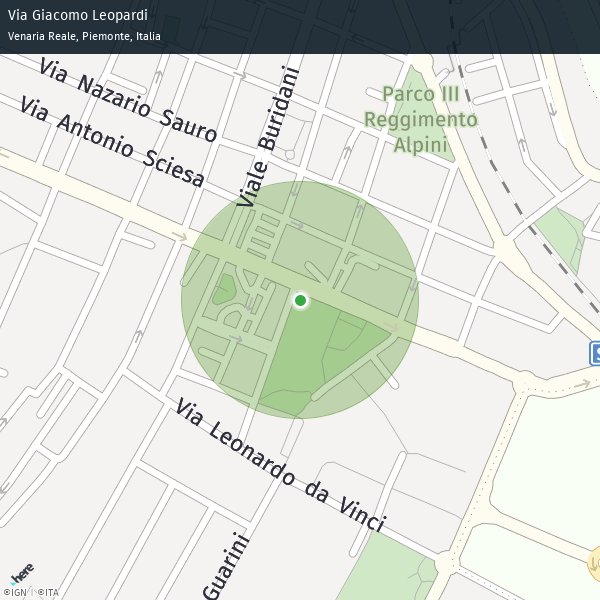 Via Giacomo Leopardi
Venaria Reale, Piemonte, Italia
Via Nazario Sauro
Via Antonio Sciesa
Viale Buridani
Parco III
Reggimento
Alpini
S
Via Leonardo da Vinci
Guarini
here
©IGN | ©ITA